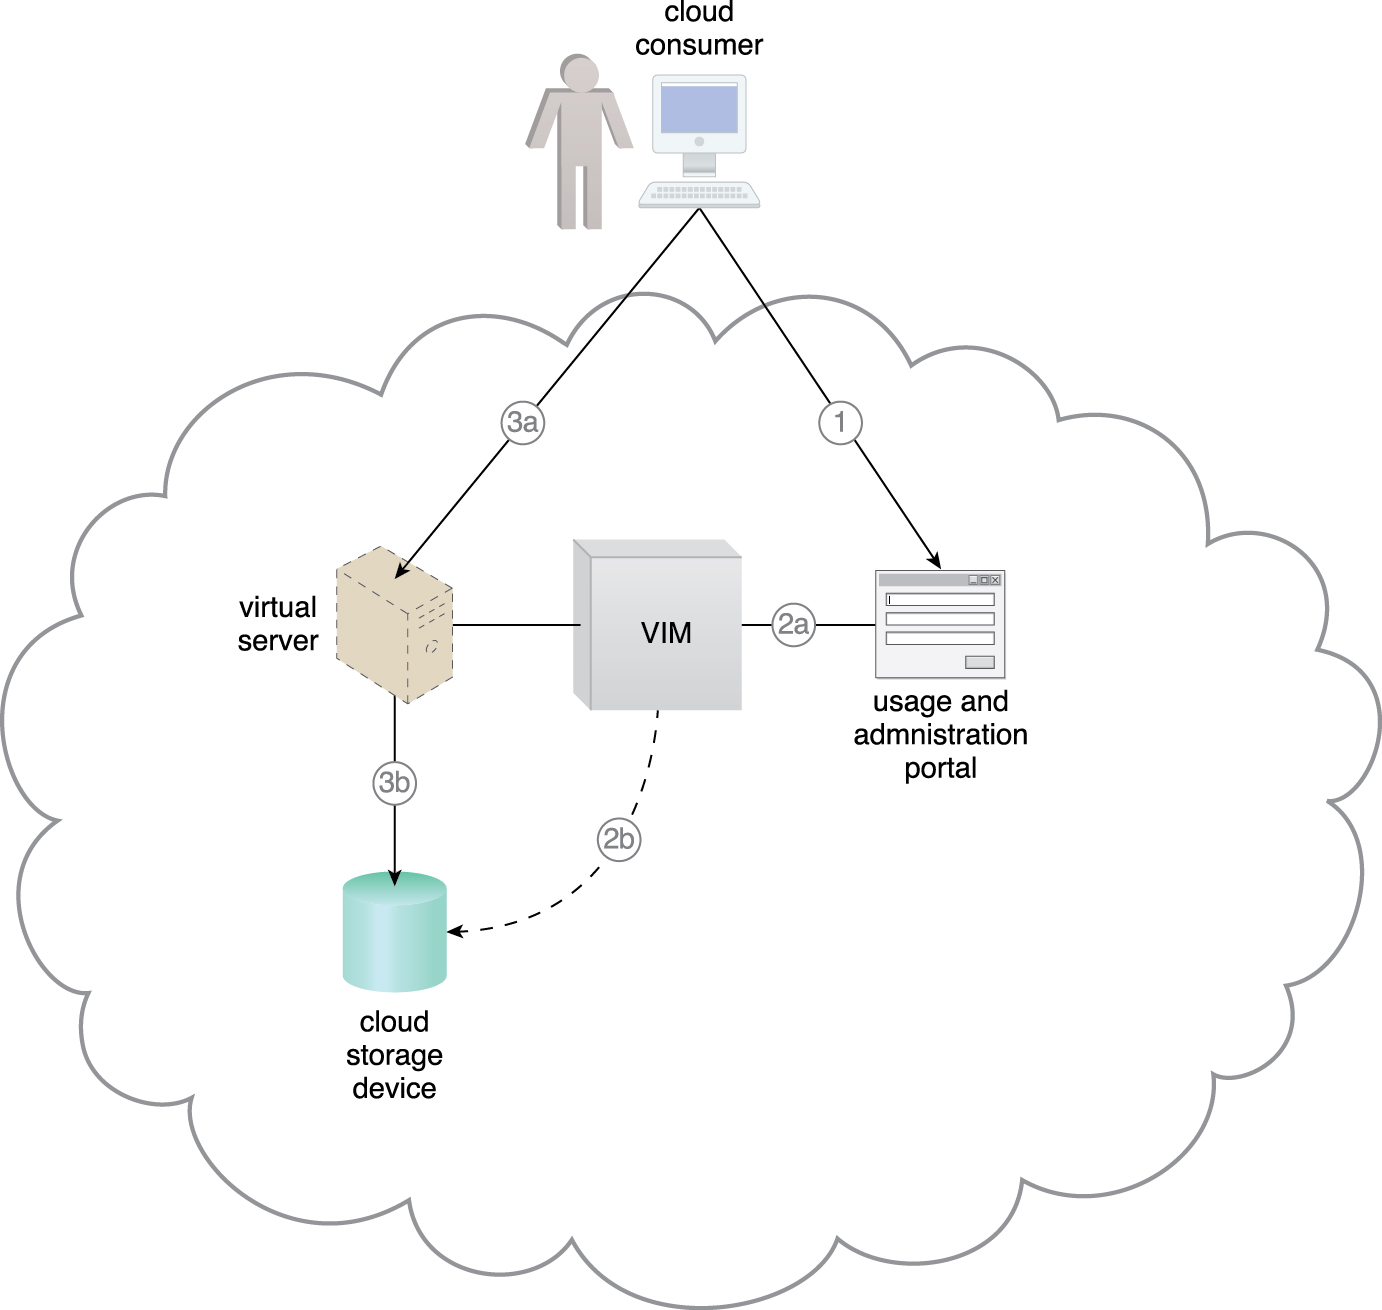 cloud
consumer
3a
1
virtual
server
VIM
2a
usage and
admnistration
portal
3b
2b
cloud
storage
device